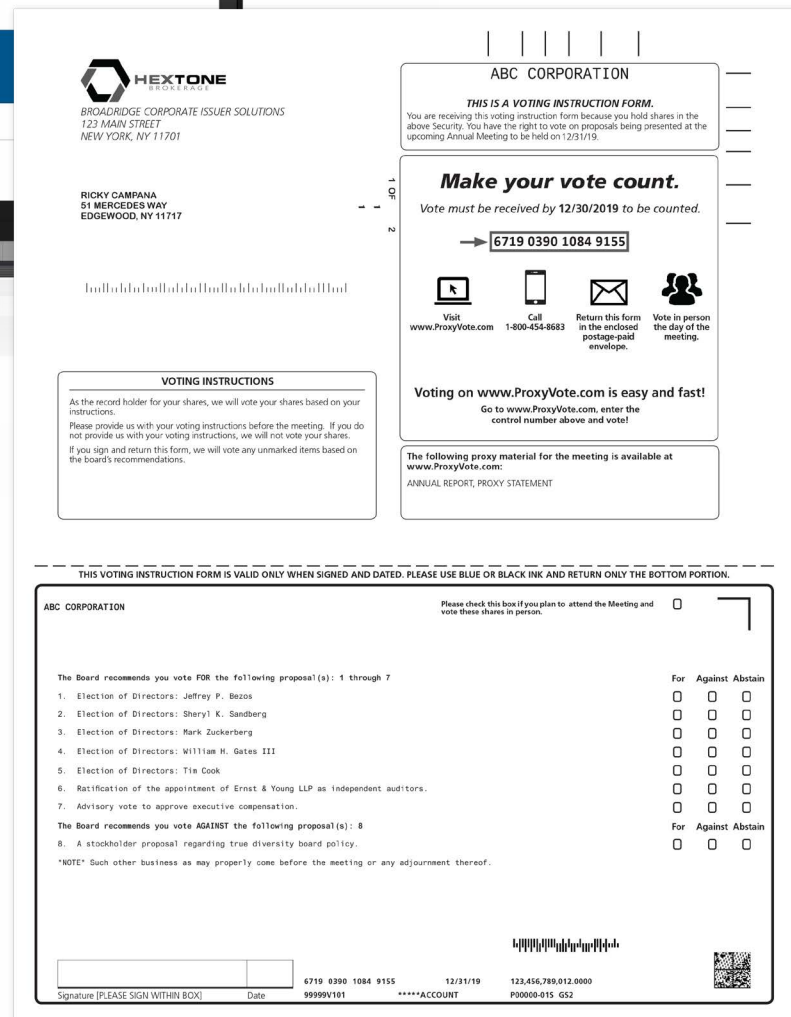 HEXTONE
BROKERAGE
BROADRIDGE CORPORATE ISSUER SOLUTIONS
123 MAIN STREET
NEW YORK, NY 11701
RICKY CAMPANA
51 MERCEDES WAY
EDGEWOOD, NY 11717
1 OF 2
1 1
ABC CORPORATION
THIS IS A VOTING INSTRUCTION FORM.
You are receiving this voting instruction form because you hold shares in the
above Security. You have the right to vote on proposals being presented at the
upcoming Annual Meeting to be held on 12/31/19.
Make your vote count.
Vote must be received by 12/30/2019 to be counted.
6719 0390 1084 9155
Visit
www.ProxyVote.com
Call
1-800-454-8683
Return this form
in the enclosed
postage-paid
envelope.
Vote in person
the day of the
meeting.
Voting on www.ProxyVote.com is easy and fast!
Go to www.ProxyVote.com, enter the
control number above and vote!
VOTING INSTRUCTIONS
As the record holder for your shares, we will vote your shares based on your
instructions.
Please provide us with your voting instructions before the meeting. If you do
not provide us with your voting instructions, we will not vote your shares.
If you sign and return this form, we will vote any unmarked items based on
the board's recommendations.
The following proxy material for the meeting is available at
www.ProxyVote.com:
ANNUAL REPORT, PROXY STATEMENT
THIS VOTING INSTRUCTION FORM IS VALID ONLY WHEN SIGNED AND DATED. PLEASE USE BLUE OR BLACK INK AND RETURN ONLY THE BOTTOM PORTION.
ABC CORPORATION
Please check this box if you plan to attend the Meeting and
vote these shares in person.
The Board recommends you vote FOR the following proposal(s): 1 through 7 For Against Abstain
1. Election of Directors: Jeffrey P. Bezos
2. Election of Directors: Sheryl K. Sandberg
3. Election of Directors: Mark Zuckerberg
4. Election of Directors: William H. Gates III
5. Election of Directors: Tim Cook
6. Ratification of the appointment of Ernst & Young LLP as independent auditors.
7. Advisory vote to approve executive compensation.
The Board recommends you vote AGAINST the following proposal(s): 8 For Against Abstain
8. A stockholder proposal regarding true diversity board policy.
*NOTE* Such other business as may properly come before the meeting or any adjournment thereof.
6719 0390 1084 9155 12/31/19 123,456,789,012.0000
Signature [PLEASE SIGN WITHIN BOX] Date 99999V101 *****ACCOUNT P00000-01S G52